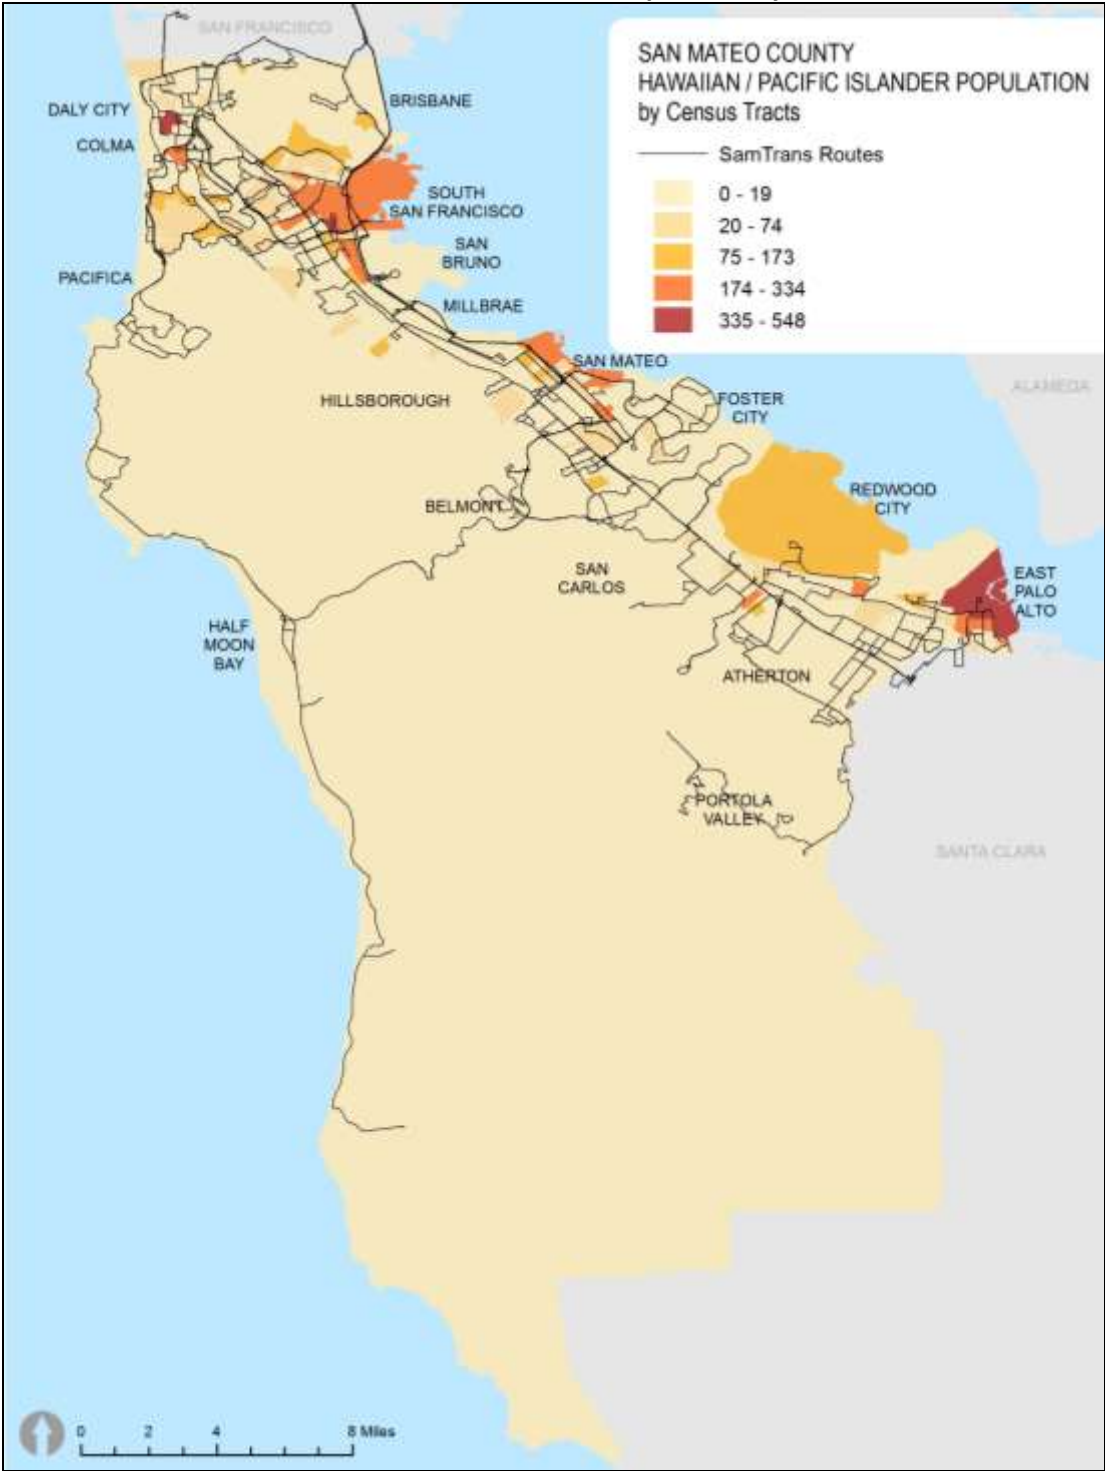 SAN FRANCISCO
SAN MATEO COUNTY
HAWAIIAN / PACIFIC ISLANDER POPULATION
by Census Tracts
SamTrans Routes
0 - 19
20 - 74
75 - 173
174 - 334
335 - 548
DALY CITY
BRISBANE
COLMA
SOUTH
SAN FRANCISCO
SAN
BRUNO
PACIFICA
MILLBRAE
SAN MATEO
ALAMEDA
HILLSBOROUGH
FOSTER
CITY
REDWOOD
CITY
BELMONT
SAN
CARLOS
EAST
PALO
ALTO
HALF
MOON
BAY
ATHERTON
PORTOLA
VALLEY
SANTA CLARA
0 2 4 8 Miles